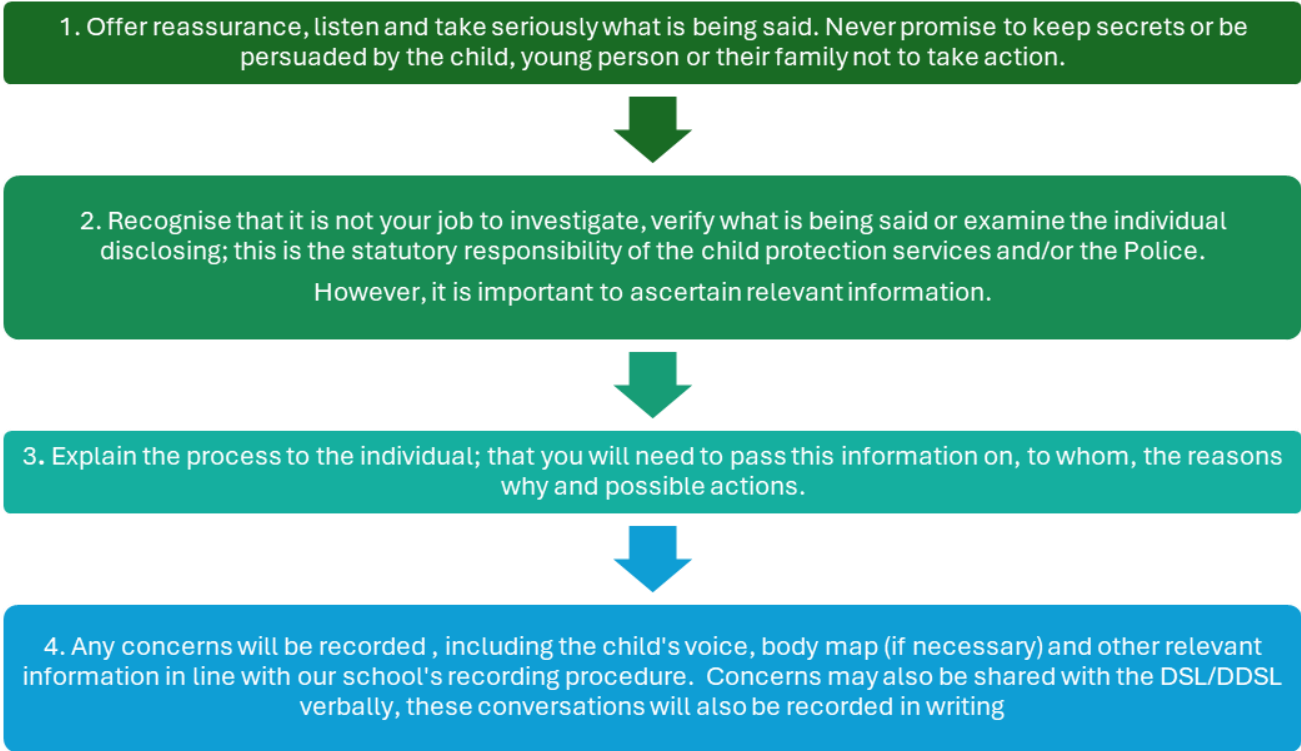 1. Offer reassurance, listen and take seriously what is being said. Never promise to keep secrets or be
persuaded by the child, young person or their family not to take action.
2. Recognise that it is not your job to investigate, verify what is being said or examine the individual
disclosing; this is the statutory responsibility of the child protection services and/or the Police.
However, it is important to ascertain relevant information.
3. Explain the process to the individual; that you will need to pass this information on, to whom, the reasons
why and possible actions.
4. Any concerns will be recorded , including the child's voice, body map (if necessary) and other relevant
information in line with our school's recording procedure.  Concerns may also be shared with the DSL/DDSL
verbally, these conversations will also be recorded in writing